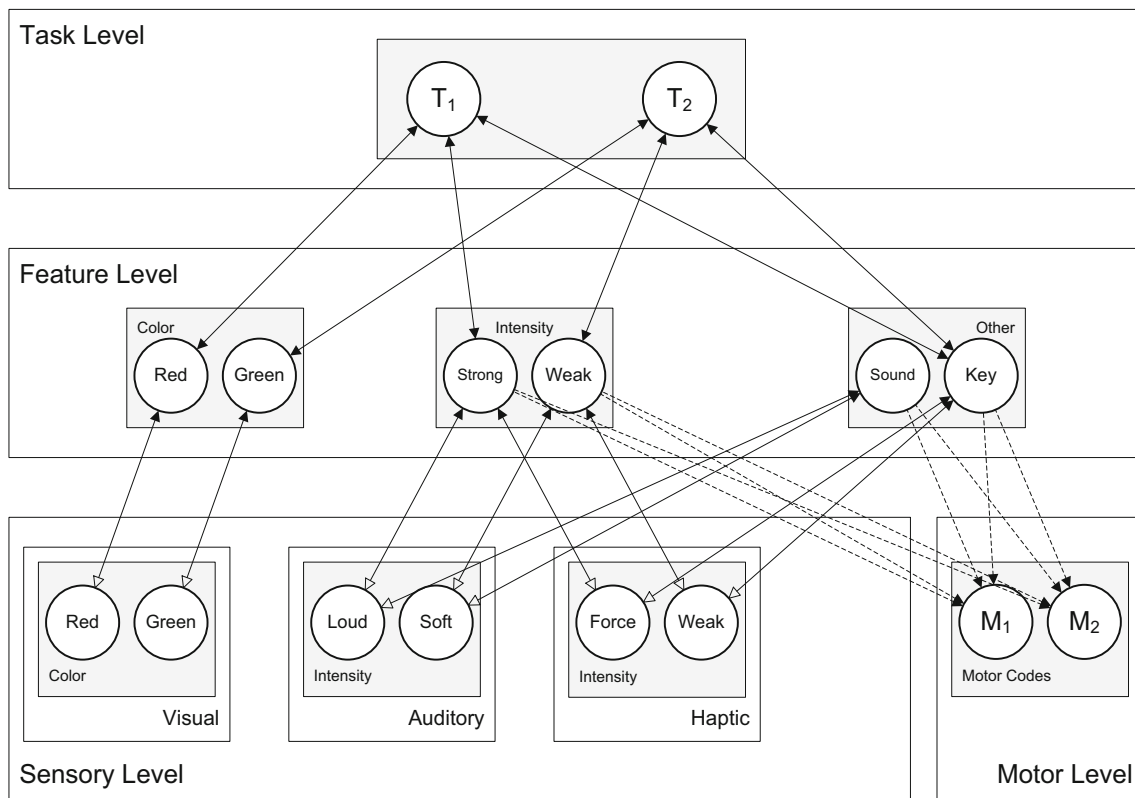 Task Level
T₁
T₂
Feature Level
Color
Red
Green
Intensity
Strong
Weak
Other
Sound
Key
Red
Green
Color
Visual
Loud
Soft
Intensity
Auditory
Force
Weak
Intensity
Haptic
Sensory Level
M₁
M₂
Motor Codes
Motor Level